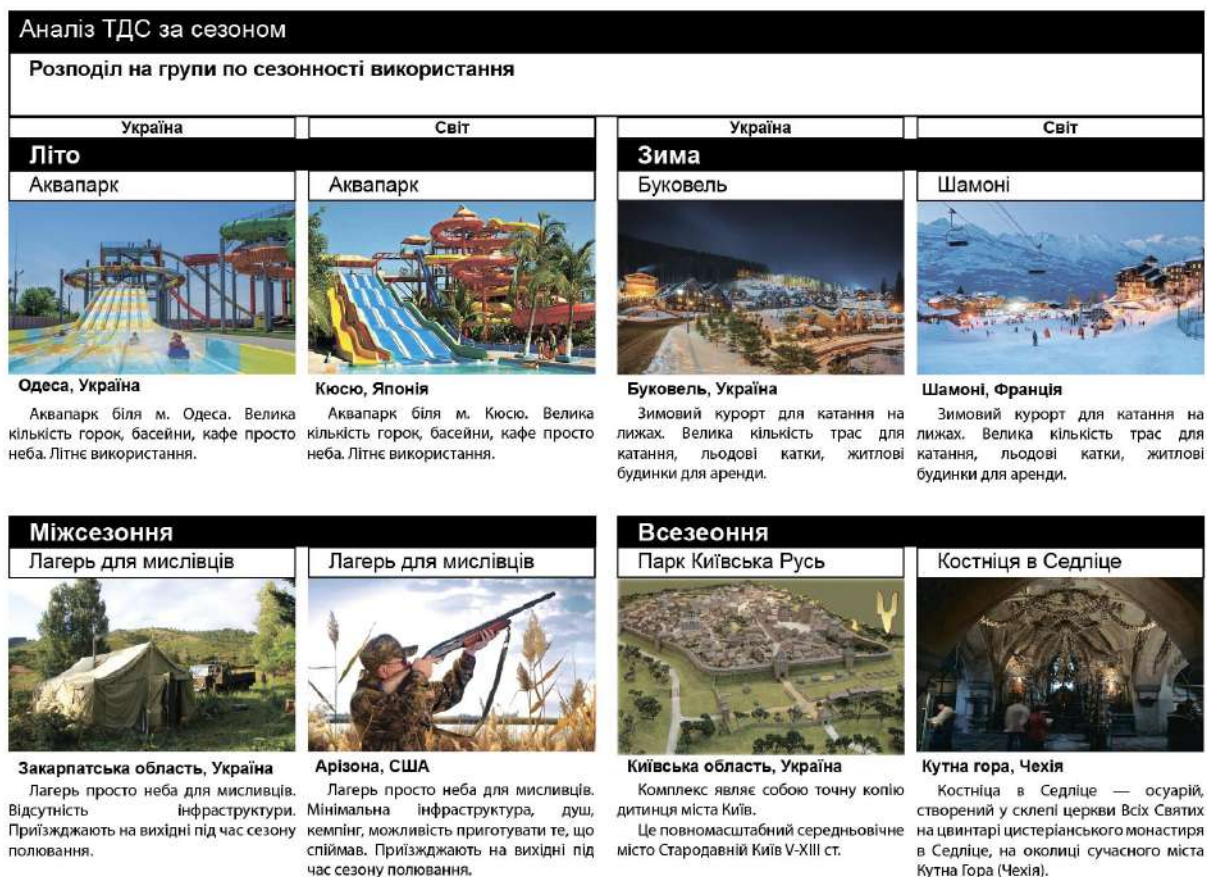 Аналіз ТДС за сезоном
Розподіл на групи по сезонності використання
Україна
Світ
Літо
Аквапарк
Аквапарк
Одеса, Україна
Аквапарк біля м. Одеса. Велика
кількість горок, басейни, кафе просто
неба. Літнє використання.
Кюсю, Японія
Аквапарк біля м. Кюсю. Велика
кількість горок, басейни, кафе просто
неба. Літнє використання.
Україна
Світ
Зима
Буковель
Шамоні
Буковель, Україна
Зимовий курорт для катання на
лижах. Велика кількість трас для
катання, льодові катки, житлові
будинки для аренди.
Шамоні, Франція
Зимовий курорт для катання на
лижах. Велика кількість трас для
катання, льодові катки, житлові
будинки для аренди.
Міжсезоння
Лагерь для мислівців
Лагерь для мислівців
Закарпатська область, Україна
Лагерь просто неба для мисливців.
Відсутність інфраструктури.
Приїзжджають на вихідні під час сезону
полювання.
Арізона, США
Лагерь просто неба для мисливців.
Мінімальна інфраструктура, душ,
кемпінг, можливість приготувати те, що
спіймав. Приїзжджають на вихідні під
час сезону полювання.
Всезеоння
Парк Київська Русь
Костніця в Седліце
Київська область, Україна
Комплекс являє собою точну копію
дитинця міста Київ.
Це повномасштабний середньовічне
місто Стародавній Київ V-XIII ст.
Кутна гора, Чехія
Костніця в Седліце — осуарій,
створений у склепі церкви Всіх Святих
на цвинтарі цистеріанського монастиря
в Седліце, на околиці сучасного міста
Кутна Гора (Чехія).